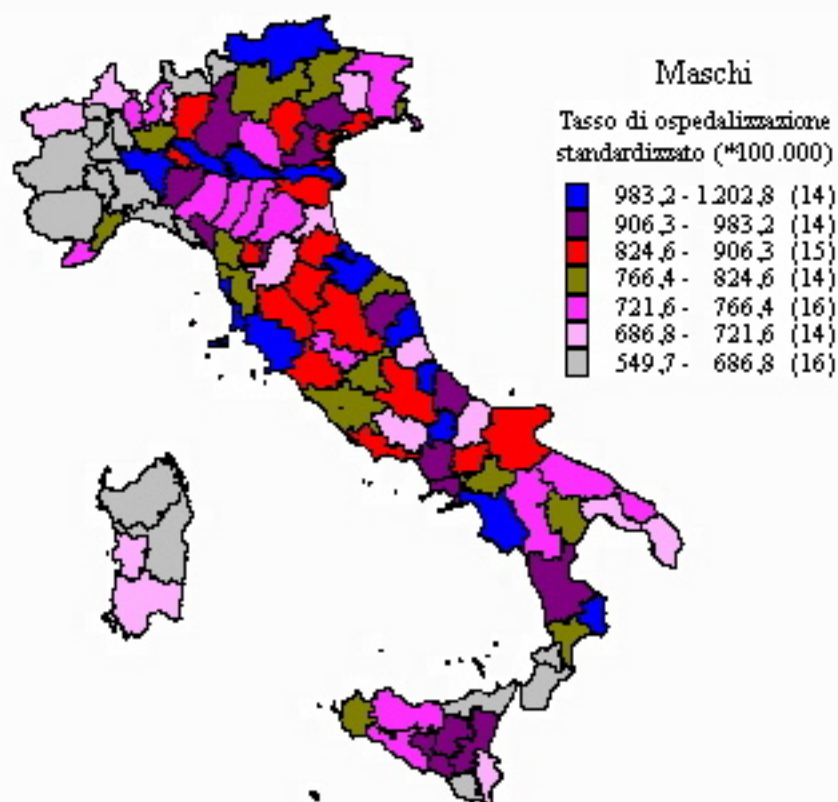 Maschi
Tasso di ospedalizzazione
standardizzato (*100.000)
983,2 - 1202,8 (14)
906,3 - 983,2 (14)
824,6 - 906,3 (15)
766,4 - 824,6 (14)
721,6 - 766,4 (16)
686,8 - 721,6 (14)
549,7 - 686,8 (16)